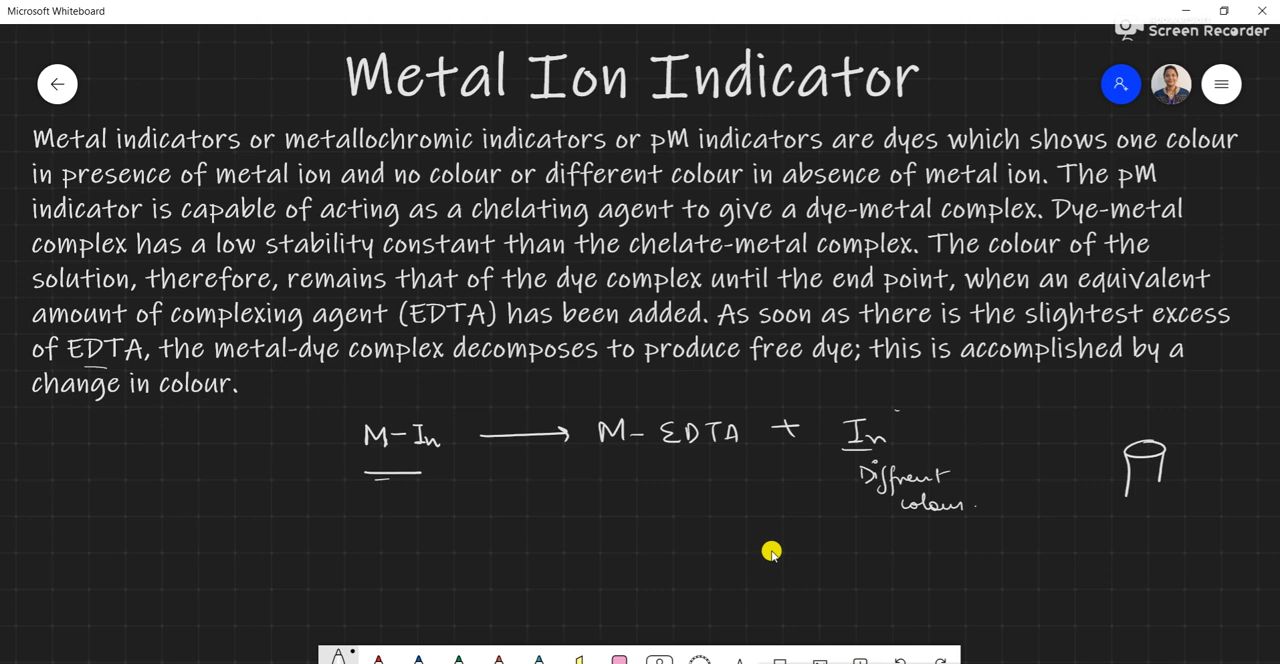 Microsoft Whiteboard
Screen Recorder
Metal Ion Indicator
Metal indicators or metallochromic indicators or pM indicators are dyes which shows one colour
in presence of metal ion and no colour or different colour in absence of metal ion. The pM
indicator is capable of acting as a chelating agent to give a dye-metal complex. Dye-metal
complex has a low stability constant than the chelate-metal complex. The colour of the
solution, therefore, remains that of the dye complex until the end point, when an equivalent
amount of complexing agent (EDTA) has been added. As soon as there is the slightest excess
of EDTA, the metal-dye complex decomposes to produce free dye; this is accomplished by a
change in colour.
M-In ⟶ M- EDTA + In
Diffrent
colour.